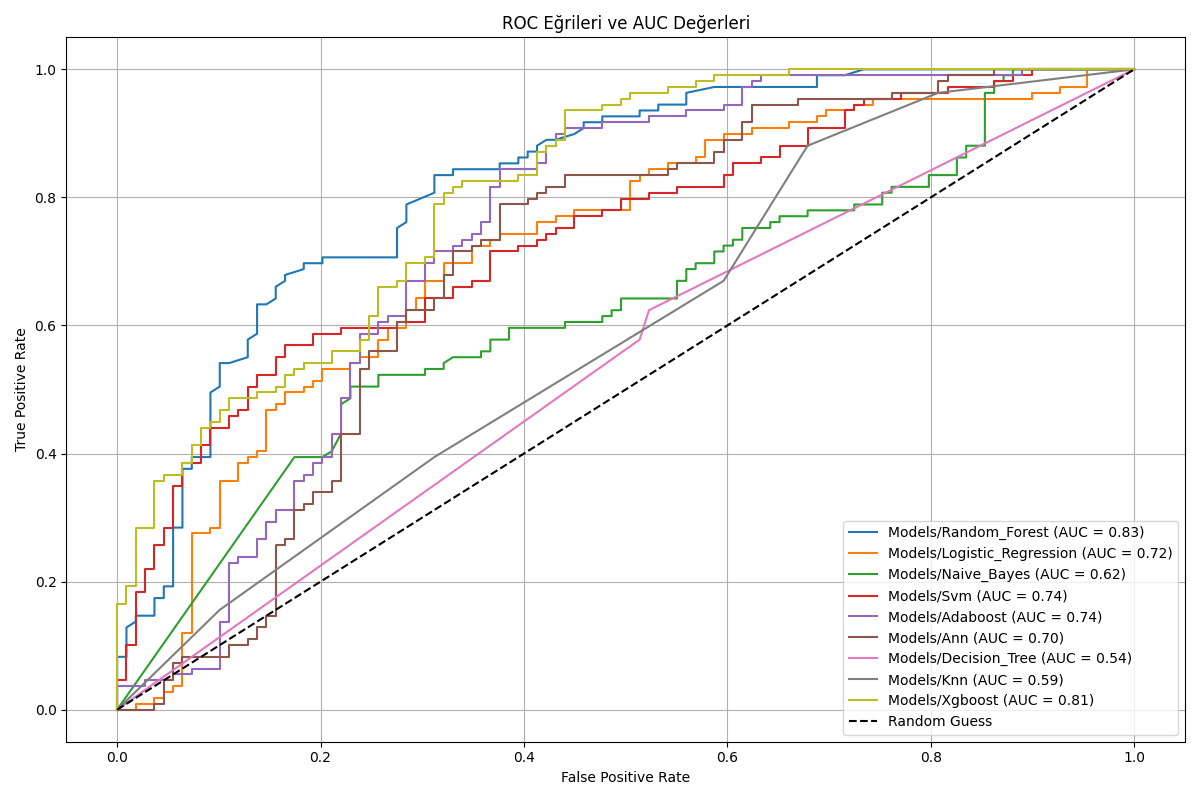 ROC Eğrileri ve AUC Değerleri
True Positive Rate
1.0
0.8
0.6
0.4
0.2
0.0
Models/Random_Forest (AUC = 0.83)
Models/Logistic_Regression (AUC = 0.72)
Models/Naive_Bayes (AUC = 0.62)
Models/Svm (AUC = 0.74)
Models/Adaboost (AUC = 0.74)
Models/Ann (AUC = 0.70)
Models/Decision_Tree (AUC = 0.54)
Models/Knn (AUC = 0.59)
Models/Xgboost (AUC = 0.81)
Random Guess
0.0 0.2 0.4 0.6 0.8 1.0
False Positive Rate